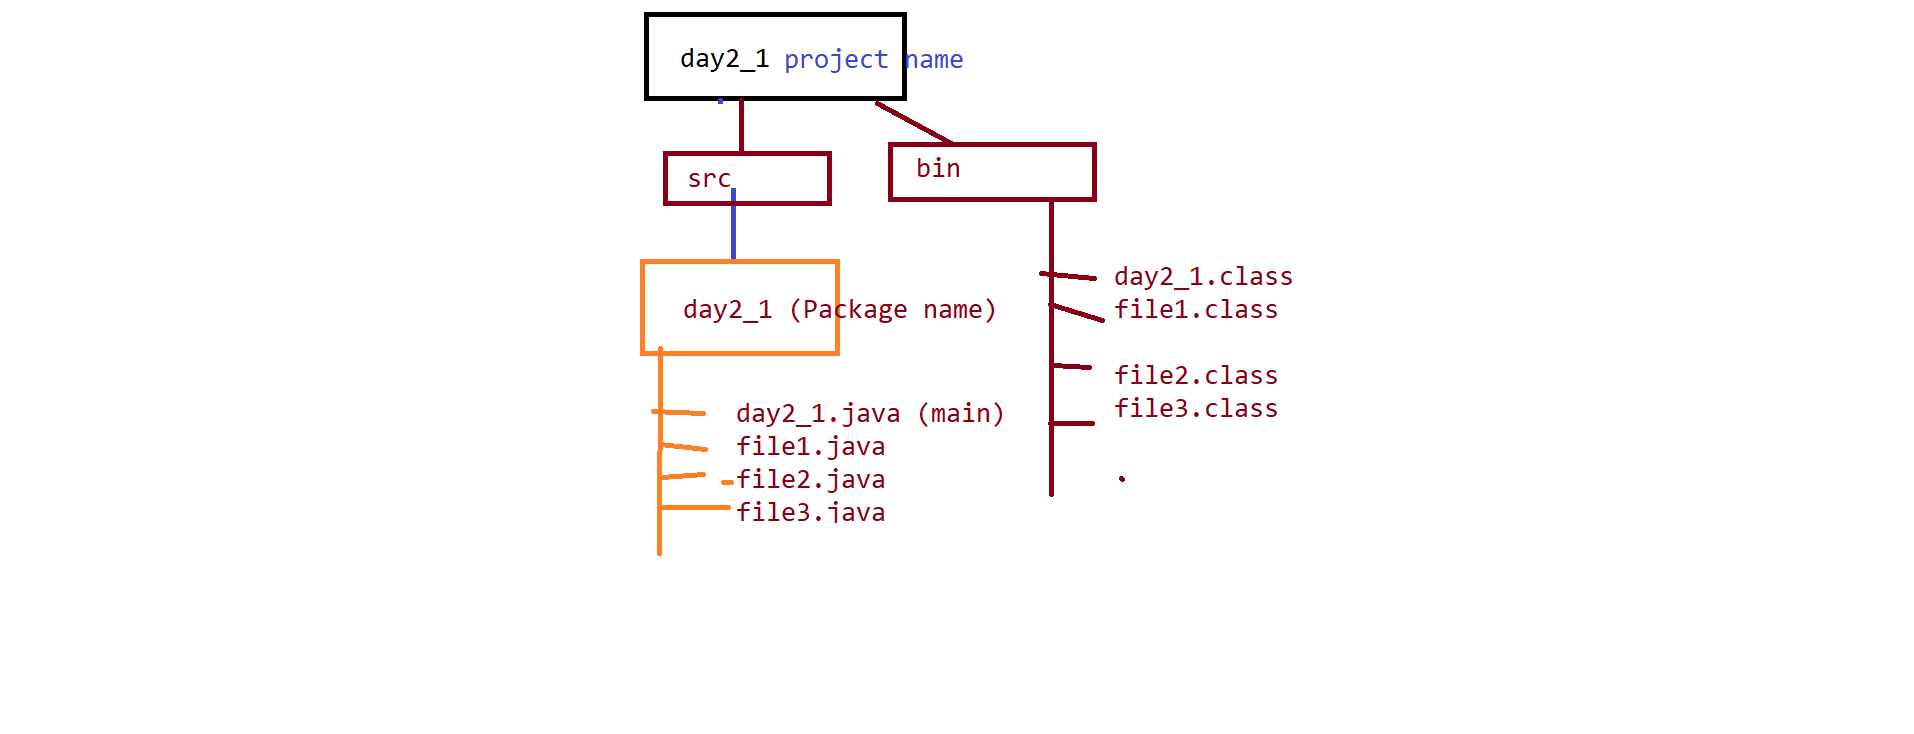 day2_1 project name
src
bin
day2_1 (Package name)
day2_1.java (main)
file1.java
file2.java
file3.java
day2_1.class
file1.class
file2.class
file3.class